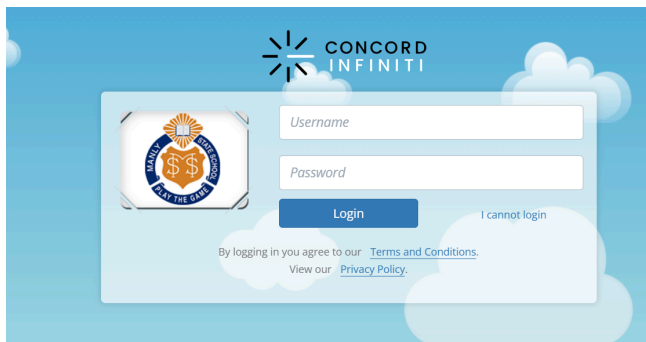 CONCORD
INFINITI
MANLY STATE SCHOOL
PLAY THE GAME
Username
Password
Login
I cannot login
By logging in you agree to our Terms and Conditions.
View our Privacy Policy.